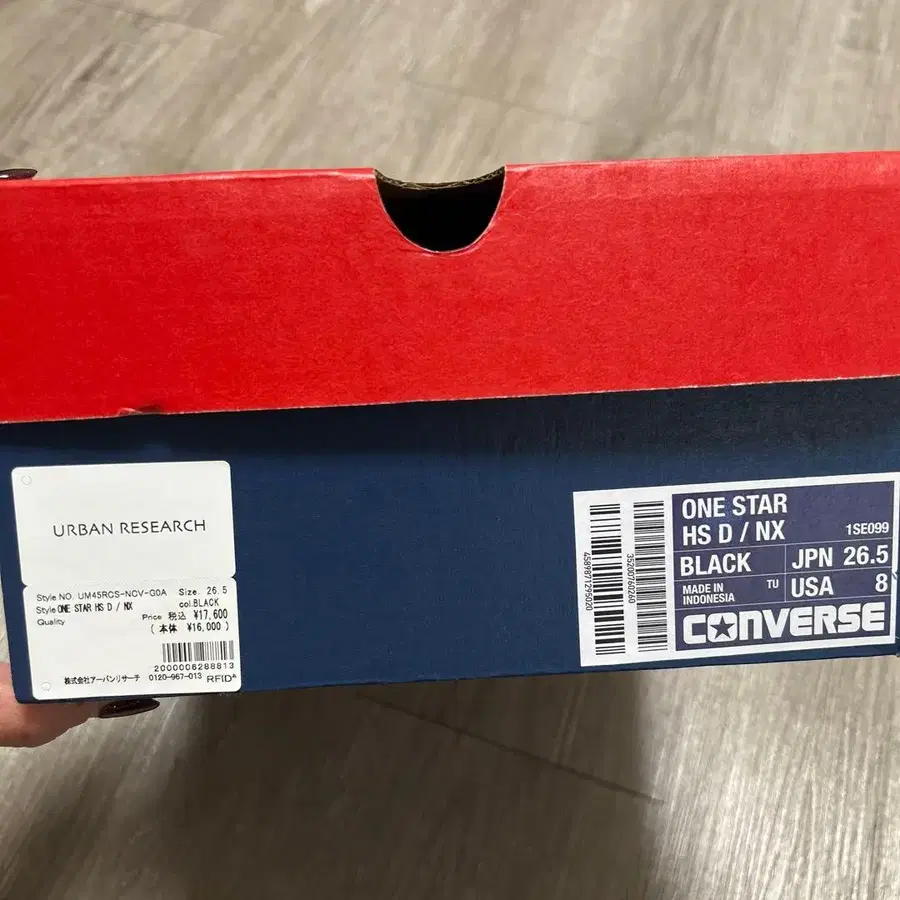 URBAN RESEARCH
Style NO. UM45RCS-NCV-G0A Size. 26.5
Style ONE STAR HS D / NX col.BLACK
Quality Price 税込 ¥17,600
( 本体 ¥16,000 )
2000006288813
株式会社アーバンリサーチ 0120-967-013 RFID
4589871295020
35200760260
ONE STAR
HS D / NX 1SE099
BLACK JPN 26.5
MADE IN INDONESIA TU USA 8
CONVERSE